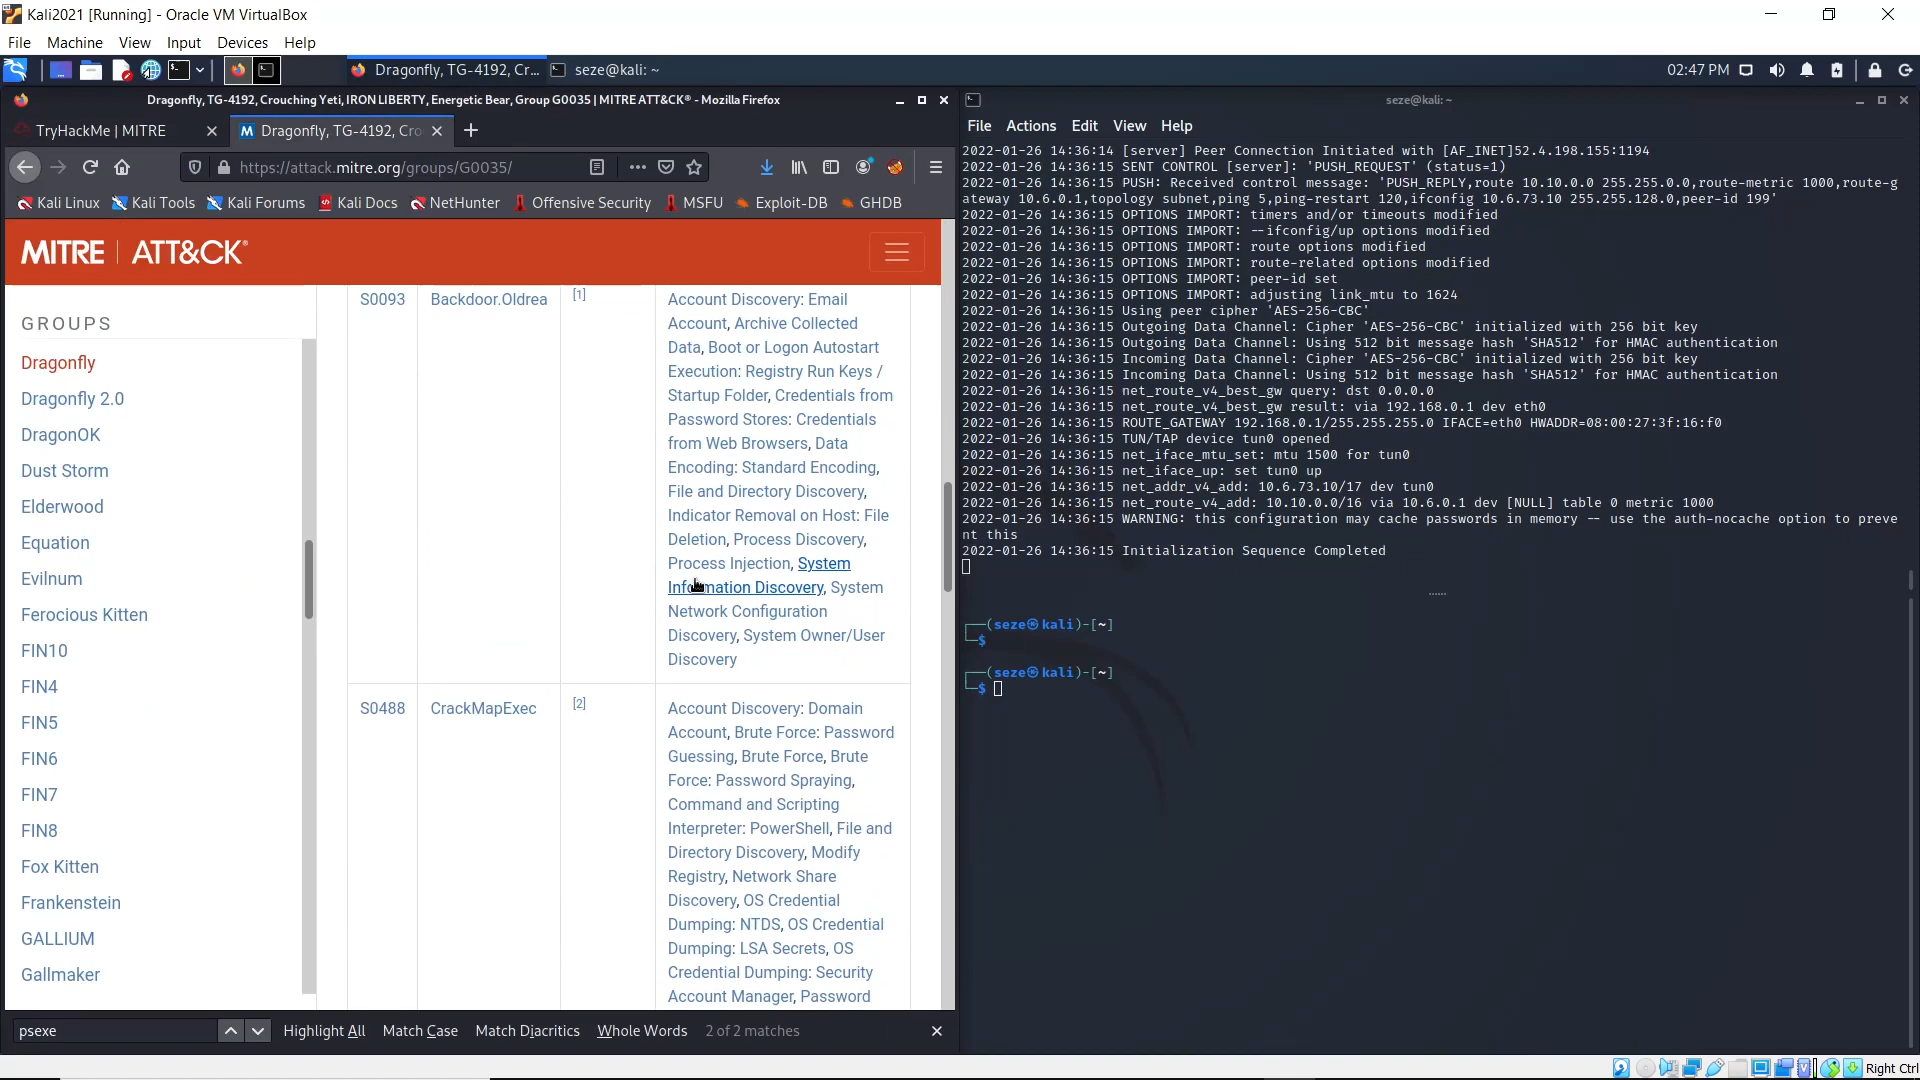 Kali2021 [Running] - Oracle VM VirtualBox
File Machine View Input Devices Help
Dragonfly, TG-4192, Cr... seze@kali: ~ 02:47 PM
Dragonfly, TG-4192, Crouching Yeti, IRON LIBERTY, Energetic Bear, Group G0035 | MITRE ATT&CK® - Mozilla Firefox
TryHackMe | MITRE
Dragonfly, TG-4192, Cro
https://attack.mitre.org/groups/G0035/
Kali Linux Kali Tools Kali Forums Kali Docs NetHunter Offensive Security MSFU Exploit-DB GHDB
MITRE | ATT&CK®
GROUPS
Dragonfly
Dragonfly 2.0
DragonOK
Dust Storm
Elderwood
Equation
Evilnum
Ferocious Kitten
FIN10
FIN4
FIN5
FIN6
FIN7
FIN8
Fox Kitten
Frankenstein
GALLIUM
Gallmaker
S0093 Backdoor.Oldrea [1]
Account Discovery: Email
Account, Archive Collected
Data, Boot or Logon Autostart
Execution: Registry Run Keys /
Startup Folder, Credentials from
Password Stores: Credentials
from Web Browsers, Data
Encoding: Standard Encoding,
File and Directory Discovery,
Indicator Removal on Host: File
Deletion, Process Discovery,
Process Injection, System
Information Discovery, System
Network Configuration
Discovery, System Owner/User
Discovery
S0488 CrackMapExec [2]
Account Discovery: Domain
Account, Brute Force: Password
Guessing, Brute Force, Brute
Force: Password Spraying,
Command and Scripting
Interpreter: PowerShell, File and
Directory Discovery, Modify
Registry, Network Share
Discovery, OS Credential
Dumping: NTDS, OS Credential
Dumping: LSA Secrets, OS
Credential Dumping: Security
Account Manager, Password
psexe Highlight All Match Case Match Diacritics Whole Words 2 of 2 matches
seze@kali: ~
File Actions Edit View Help
2022-01-26 14:36:14 [server] Peer Connection Initiated with [AF_INET]52.4.198.155:1194
2022-01-26 14:36:15 SENT CONTROL [server]: 'PUSH_REQUEST' (status=1)
2022-01-26 14:36:15 PUSH: Received control message: 'PUSH_REPLY,route 10.10.0.0 255.255.0.0,route-metric 1000,route-g
ateway 10.6.0.1,topology subnet,ping 5,ping-restart 120,ifconfig 10.6.73.10 255.255.128.0,peer-id 199'
2022-01-26 14:36:15 OPTIONS IMPORT: timers and/or timeouts modified
2022-01-26 14:36:15 OPTIONS IMPORT: --ifconfig/up options modified
2022-01-26 14:36:15 OPTIONS IMPORT: route options modified
2022-01-26 14:36:15 OPTIONS IMPORT: route-related options modified
2022-01-26 14:36:15 OPTIONS IMPORT: peer-id set
2022-01-26 14:36:15 OPTIONS IMPORT: adjusting link_mtu to 1624
2022-01-26 14:36:15 Using peer cipher 'AES-256-CBC'
2022-01-26 14:36:15 Outgoing Data Channel: Cipher 'AES-256-CBC' initialized with 256 bit key
2022-01-26 14:36:15 Outgoing Data Channel: Using 512 bit message hash 'SHA512' for HMAC authentication
2022-01-26 14:36:15 Incoming Data Channel: Cipher 'AES-256-CBC' initialized with 256 bit key
2022-01-26 14:36:15 Incoming Data Channel: Using 512 bit message hash 'SHA512' for HMAC authentication
2022-01-26 14:36:15 net_route_v4_best_gw query: dst 0.0.0.0
2022-01-26 14:36:15 net_route_v4_best_gw result: via 192.168.0.1 dev eth0
2022-01-26 14:36:15 ROUTE_GATEWAY 192.168.0.1/255.255.255.0 IFACE=eth0 HWADDR=08:00:27:3f:16:f0
2022-01-26 14:36:15 TUN/TAP device tun0 opened
2022-01-26 14:36:15 net_iface_mtu_set: mtu 1500 for tun0
2022-01-26 14:36:15 net_iface_up: set tun0 up
2022-01-26 14:36:15 net_addr_v4_add: 10.6.73.10/17 dev tun0
2022-01-26 14:36:15 net_route_v4_add: 10.10.0.0/16 via 10.6.0.1 dev [NULL] table 0 metric 1000
2022-01-26 14:36:15 WARNING: this configuration may cache passwords in memory -- use the auth-nocache option to preve
nt this
2022-01-26 14:36:15 Initialization Sequence Completed
┌──(seze㉿kali)-[~]
└─$
┌──(seze㉿kali)-[~]
└─$
Right Ctrl